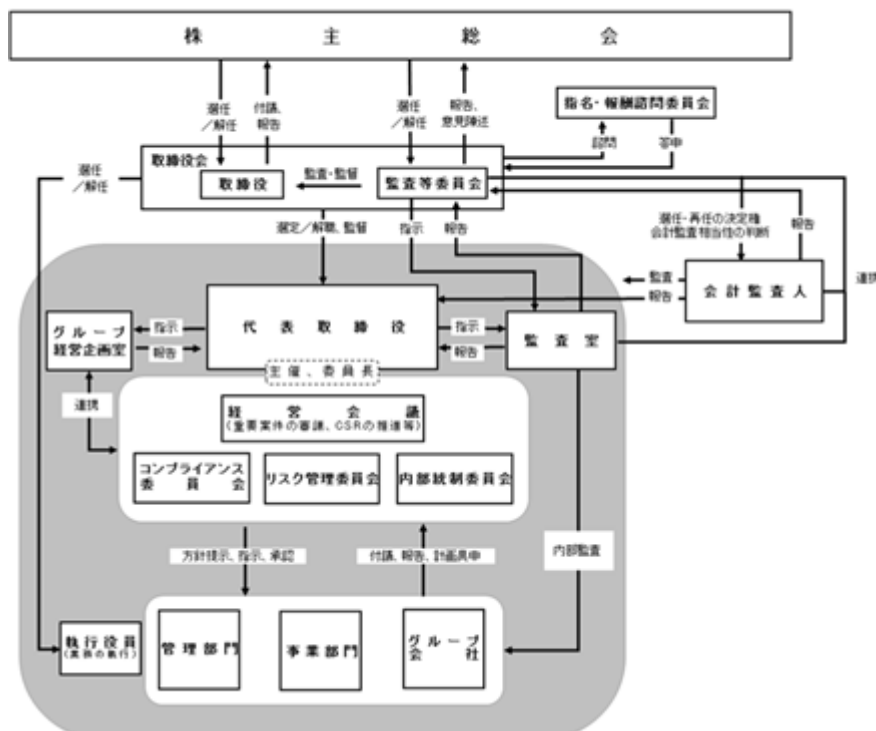 株主総会
選任
／解任
付議、
報告
選任
／解任
報告、
意見陳述
指名・報酬諮問委員会
諮問
答申
取締役会
選任
／解任
取締役
監査・監督
監査等委員会
選定／解職、監督
指示
報告
選任・再任の決定権
会計監査相当性の判断
報告
連携
監査
報告
会計監査人
グループ
経営企画室
指示
報告
代表取締役
指示
報告
監査室
主催、委員長
連携
経営会議
(重要案件の審議、CSRの推進等)
コンプライアンス
委員会
リスク管理委員会
内部統制委員会
方針提示、指示、承認
付議、報告、計画具申
内部監査
執行役員
(業務の執行)
管理部門
事業部門
グループ
会社